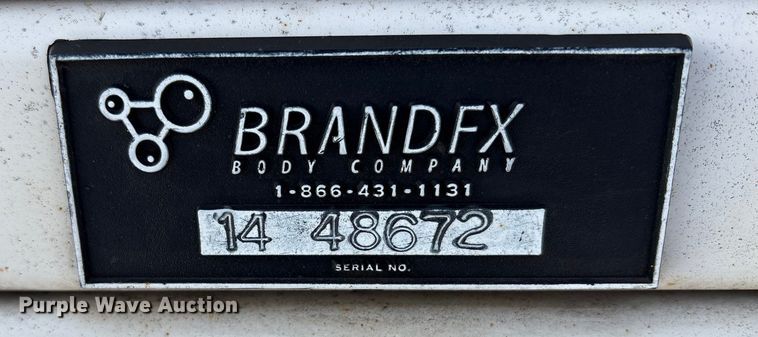 BRANDFX
BODY COMPANY
1-866-431-1131
14 48672
SERIAL NO.
Purple Wave Auction